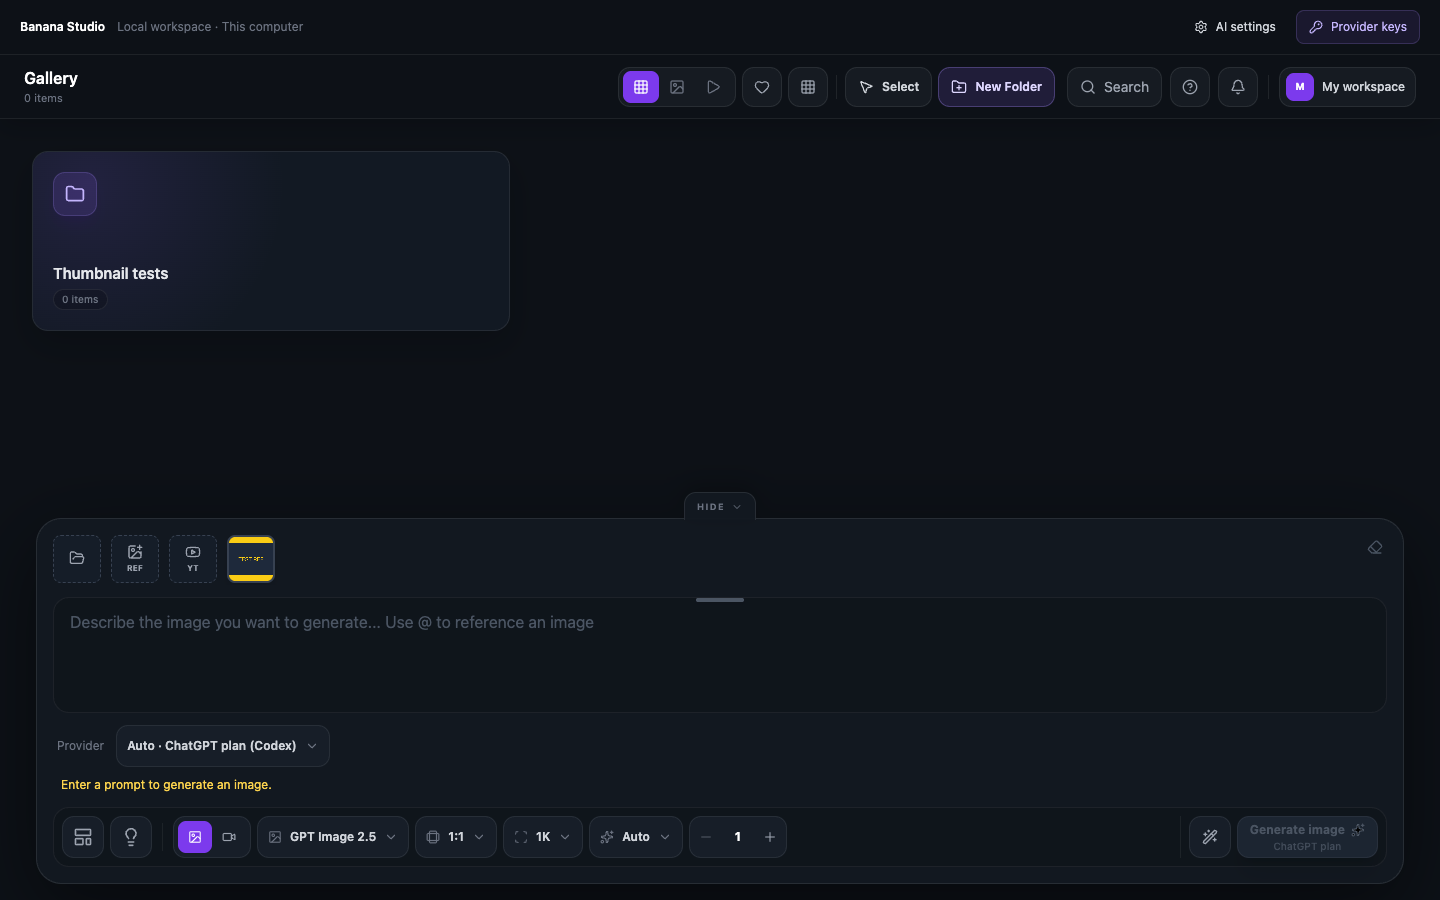 Banana Studio Local workspace · This computer AI settings Provider keys
Gallery
0 items
Select New Folder Search M My workspace
Thumbnail tests
0 items
HIDE
REF YT
Describe the image you want to generate... Use @ to reference an image
Provider Auto · ChatGPT plan (Codex)
Enter a prompt to generate an image.
GPT Image 2.5 1:1 1K Auto 1 Generate image
ChatGPT plan